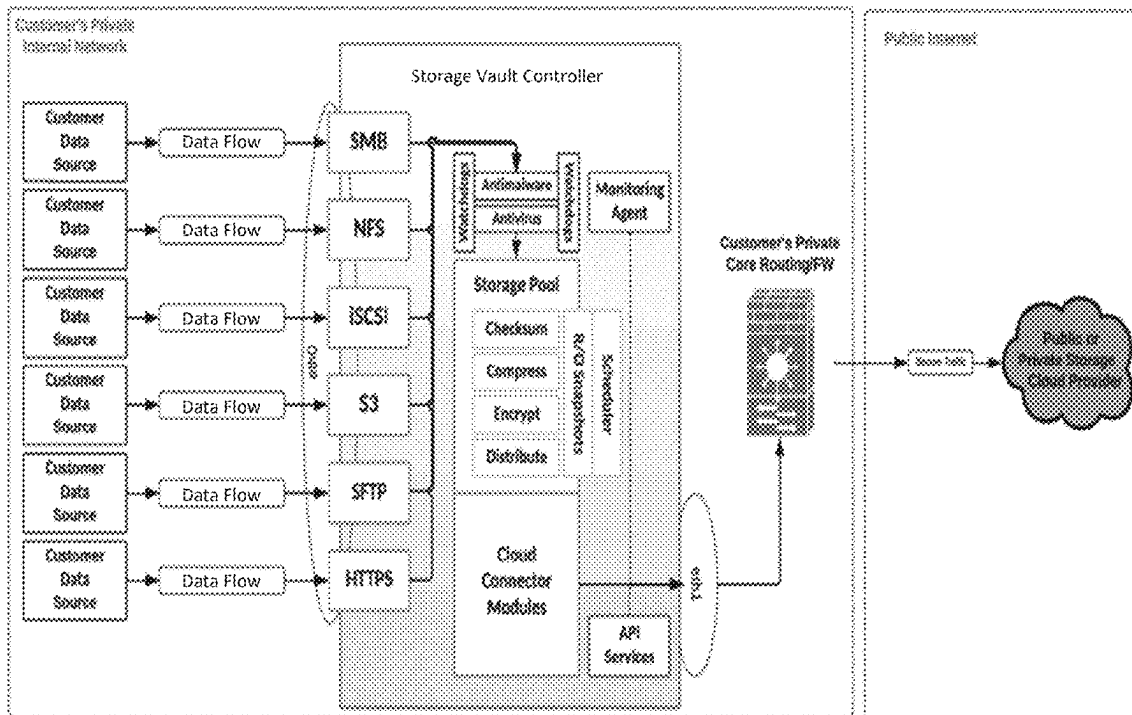 Customer's Private
Internal Network
Public Internet
Storage Vault Controller
Customer
Data
Source
Data Flow
SMB
Customer
Data
Source
Data Flow
NFS
Customer
Data
Source
Data Flow
iSCSI
Customer
Data
Source
Data Flow
S3
Customer
Data
Source
Data Flow
SFTP
Customer
Data
Source
Data Flow
HTTPS
Antimalware
Antivirus
Watchdogs
Monitoring
Agent
Storage Pool
Checksum
Compress
Encrypt
Distribute
R/O Snapshots
Scheduler
Cloud
Connector
Modules
API
Services
eth1
Customer's Private
Core Routing/FW
Public or
Private Storage
Cloud Provider